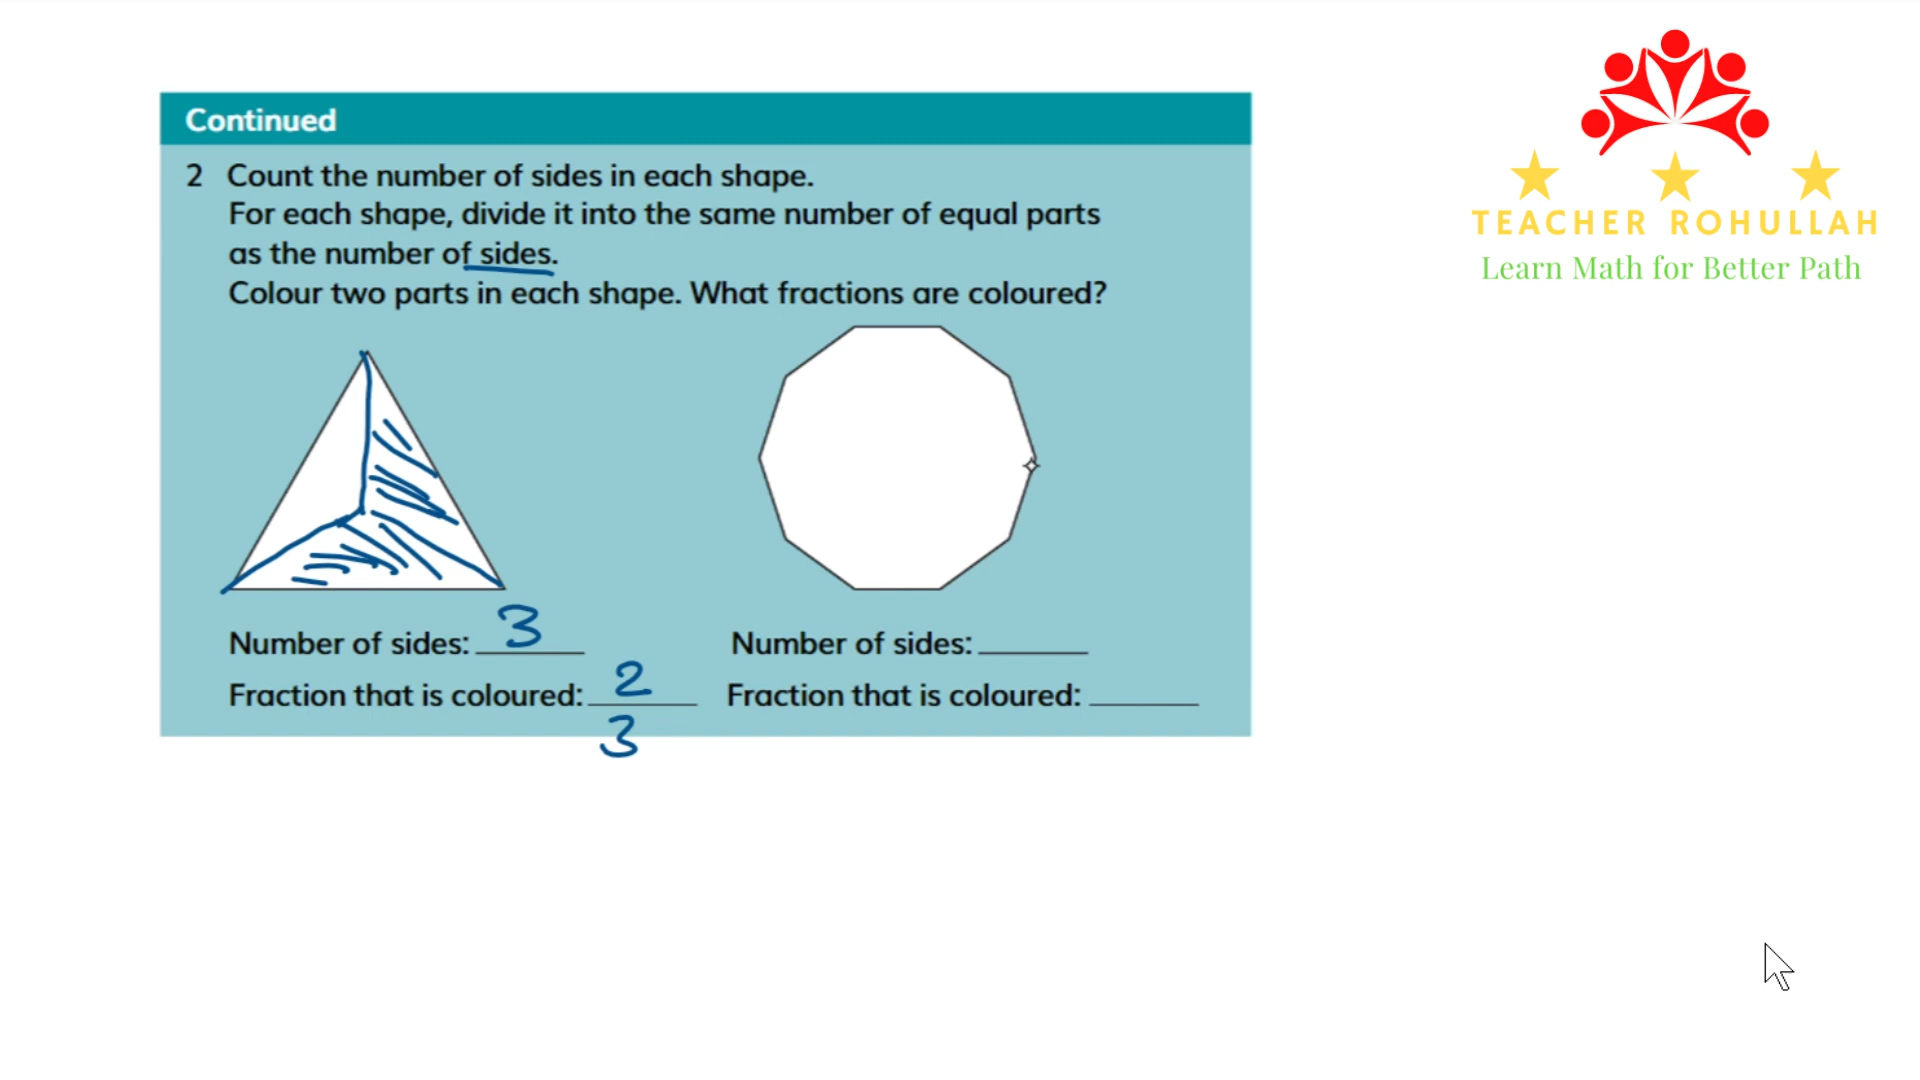 Continued
2 Count the number of sides in each shape.
For each shape, divide it into the same number of equal parts
as the number of sides.
Colour two parts in each shape. What fractions are coloured?
Number of sides: 3
Fraction that is coloured: 2
3
Number of sides:
Fraction that is coloured:
TEACHER ROHULLAH
Learn Math for Better Path